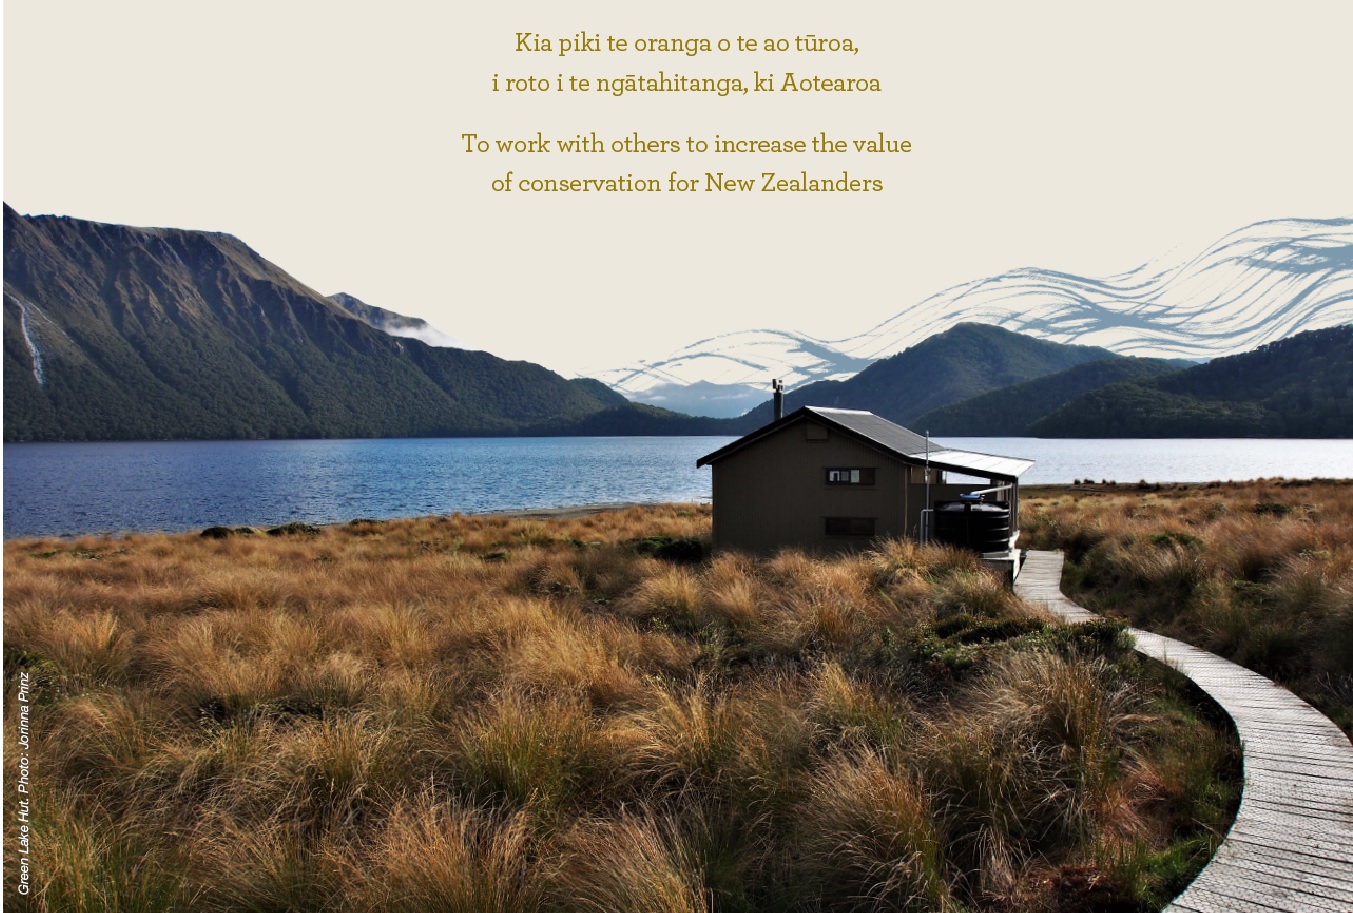 Kia piki te oranga o te ao tūroa,
i roto i te ngātahitanga, ki Aotearoa
To work with others to increase the value
of conservation for New Zealanders
Green Lake Hut. Photo: Jorinna Prinz